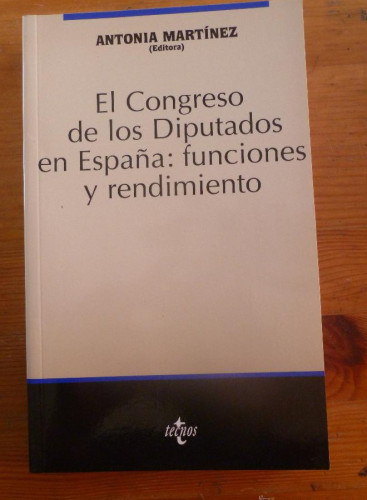 ANTONIA MARTÍNEZ
(Editora)
El Congreso
de los Diputados
en España: funciones
y rendimiento
tecnos